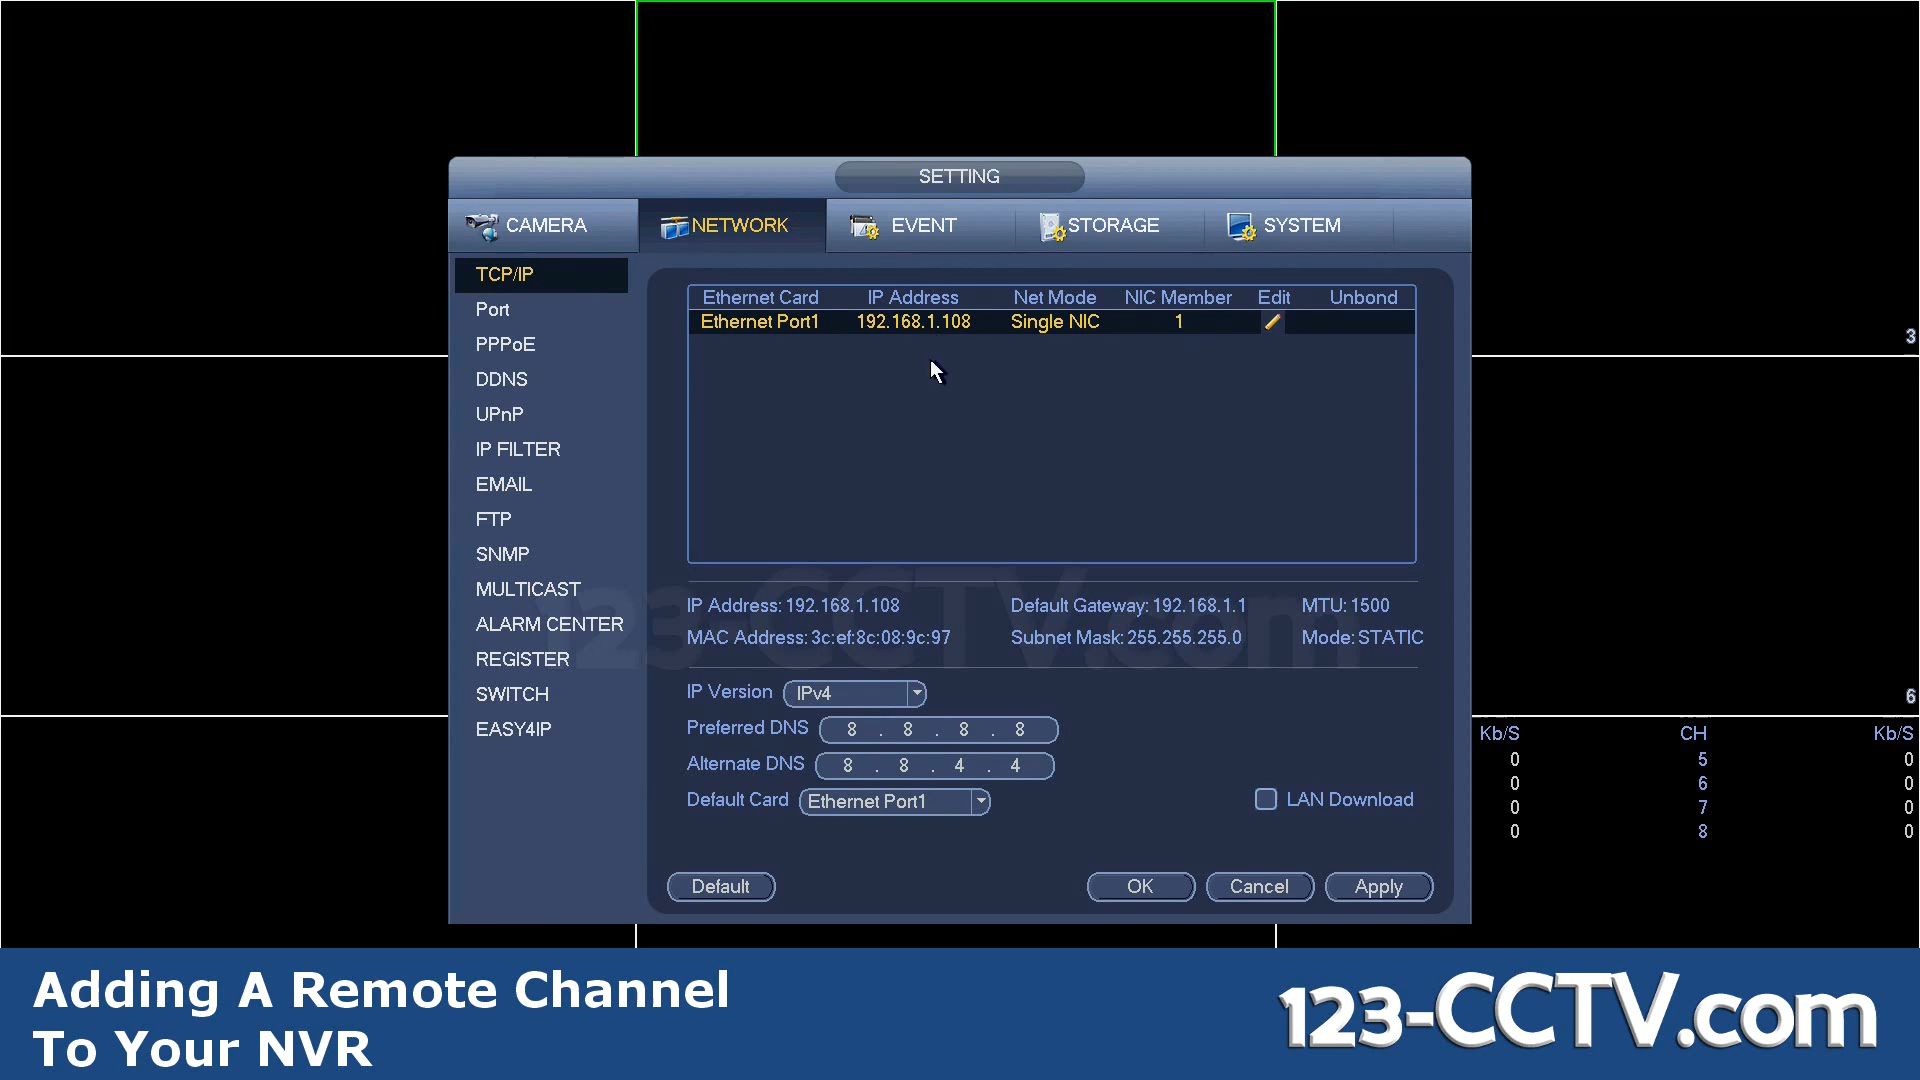 SETTING
CAMERA NETWORK EVENT STORAGE SYSTEM
TCP/IP
Port
PPPoE
DDNS
UPnP
IP FILTER
EMAIL
FTP
SNMP
MULTICAST
ALARM CENTER
REGISTER
SWITCH
EASY4IP
Ethernet Card IP Address Net Mode NIC Member Edit Unbond
Ethernet Port1 192.168.1.108 Single NIC 1
IP Address: 192.168.1.108 Default Gateway: 192.168.1.1 MTU: 1500
MAC Address: 3c:ef:8c:08:9c:97 Subnet Mask: 255.255.255.0 Mode: STATIC
123-CCTV.com
IP Version IPv4
Preferred DNS 8 . 8 . 8 . 8
Alternate DNS 8 . 8 . 4 . 4
Default Card Ethernet Port1 LAN Download
Default OK Cancel Apply
3
6
Kb/S CH Kb/S
0 5 0
0 6 0
0 7 0
0 8 0
Adding A Remote Channel
To Your NVR
123-CCTV.com